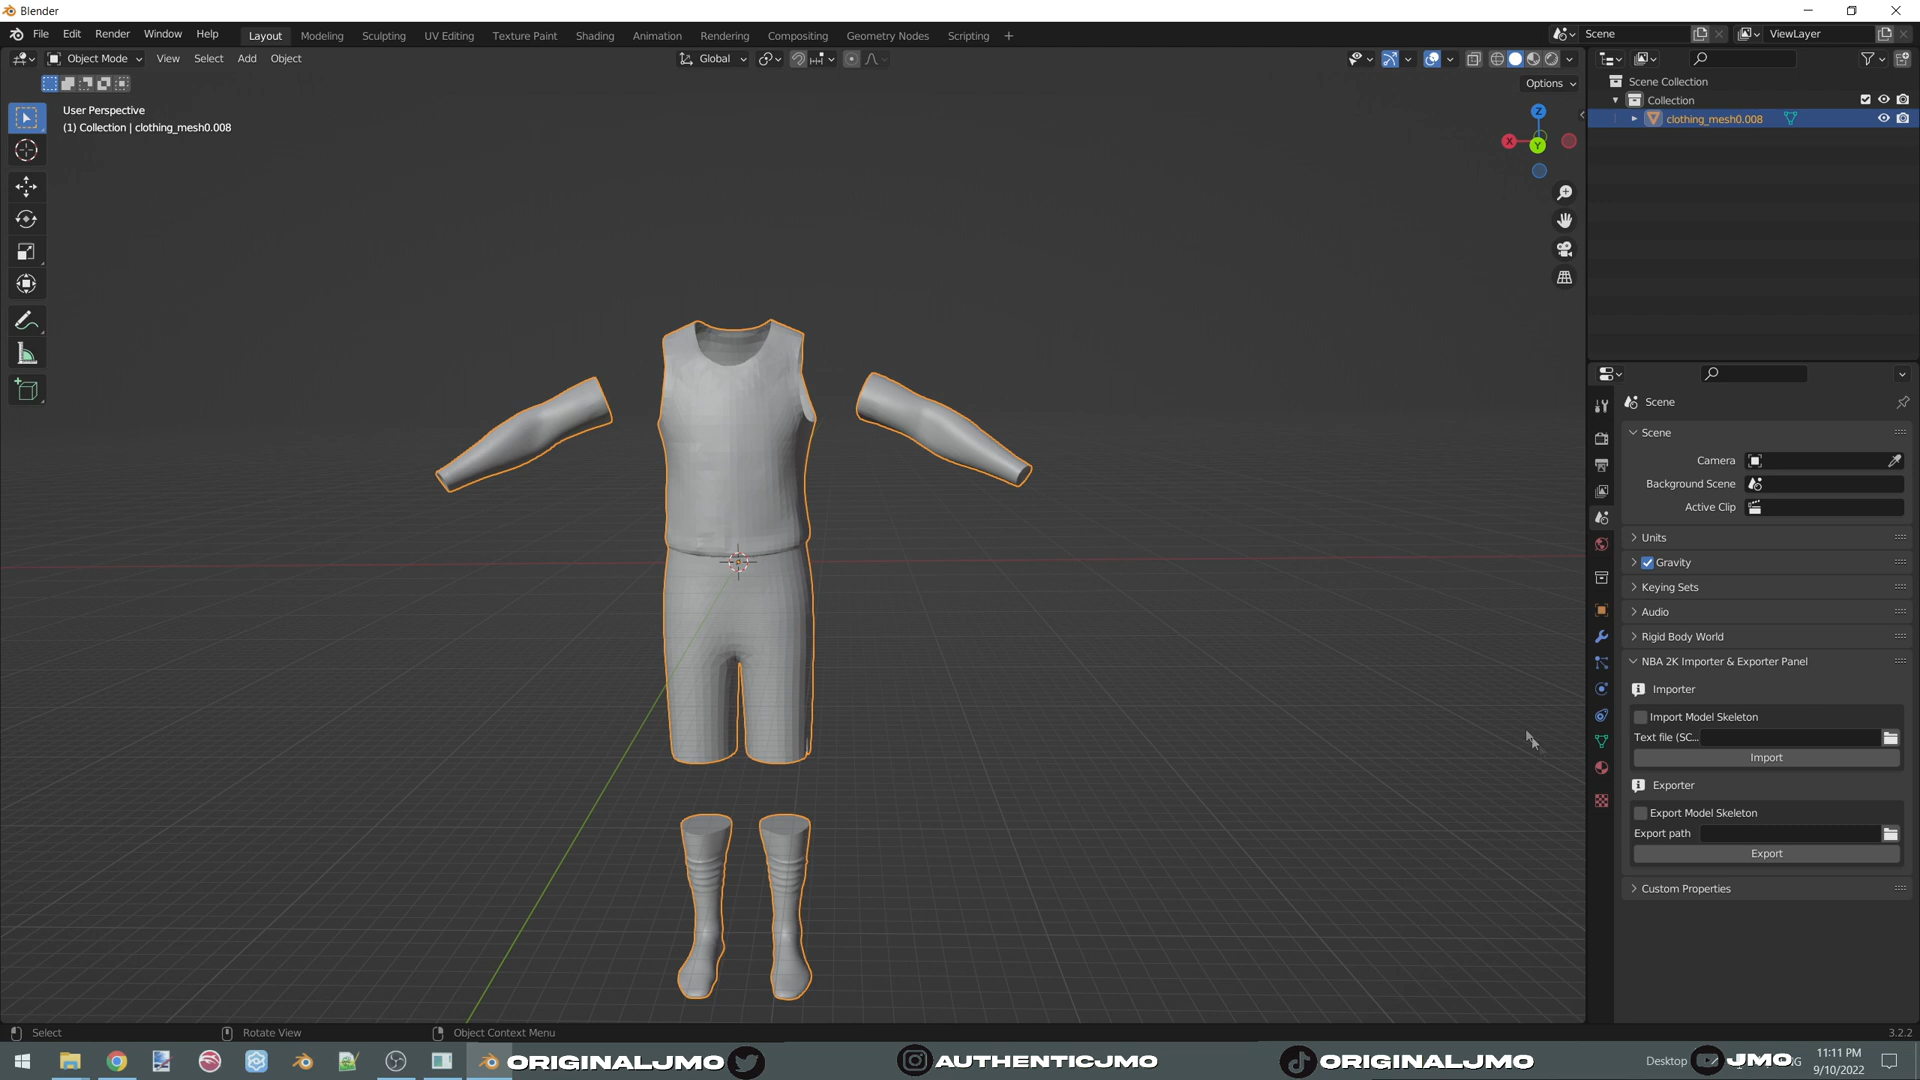 Blender
File Edit Render Window Help Layout Modeling Sculpting UV Editing Texture Paint Shading Animation Rendering Compositing Geometry Nodes Scripting + Scene ViewLayer
Object Mode View Select Add Object Global
Options
User Perspective
(1) Collection | clothing_mesh0.008
Z
X
Y
Scene Collection
Collection
clothing_mesh0.008
Scene
Scene
Camera
Background Scene
Active Clip
Units
Gravity
Keying Sets
Audio
Rigid Body World
NBA 2K Importer & Exporter Panel
Importer
Import Model Skeleton
Text file (SC...
Import
Exporter
Export Model Skeleton
Export path
Export
Custom Properties
Select Rotate View Object Context Menu 3.2.2
ORIGINALJMO AUTHENTICJMO ORIGINALJMO Desktop JMO
11:11 PM
9/10/2022